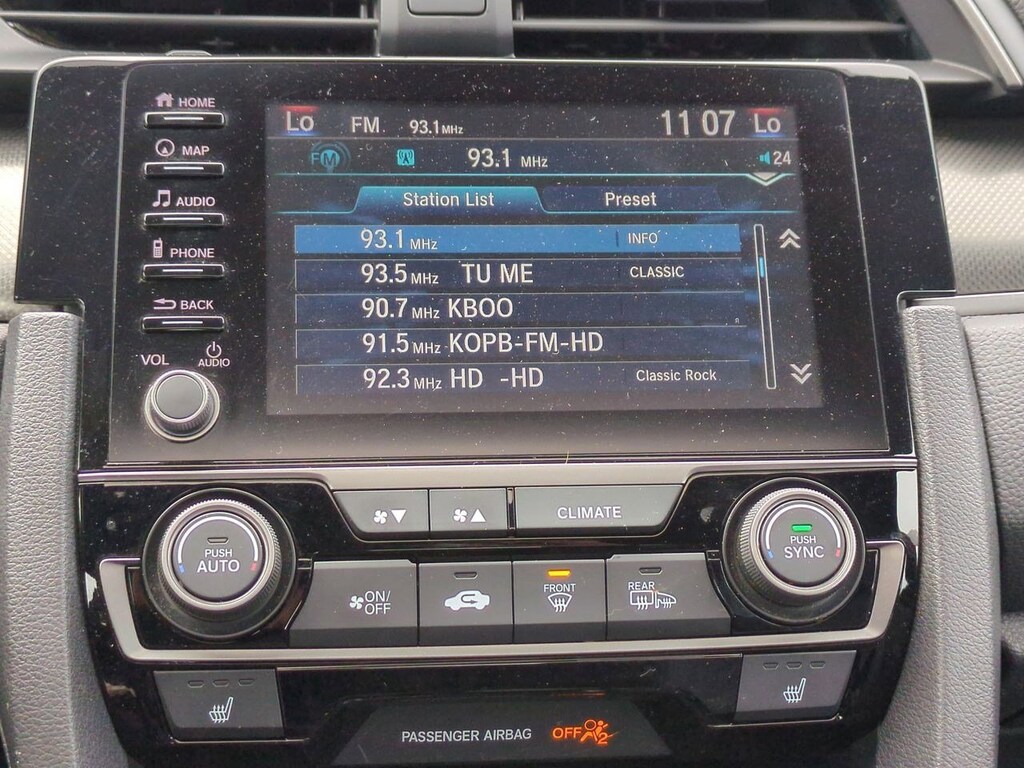 HOME
MAP
AUDIO
PHONE
BACK
VOL AUDIO
Lo FM 93.1 MHz 11 07 Lo
FM 93.1 MHz 24
Station List Preset
93.1 MHz INFO
93.5 MHz TU ME CLASSIC
90.7 MHz KBOO
91.5 MHz KOPB-FM-HD
92.3 MHz HD -HD Classic Rock
CLIMATE
PUSH
AUTO
PUSH
SYNC
ON/
OFF
FRONT
REAR
PASSENGER AIRBAG OFF 2